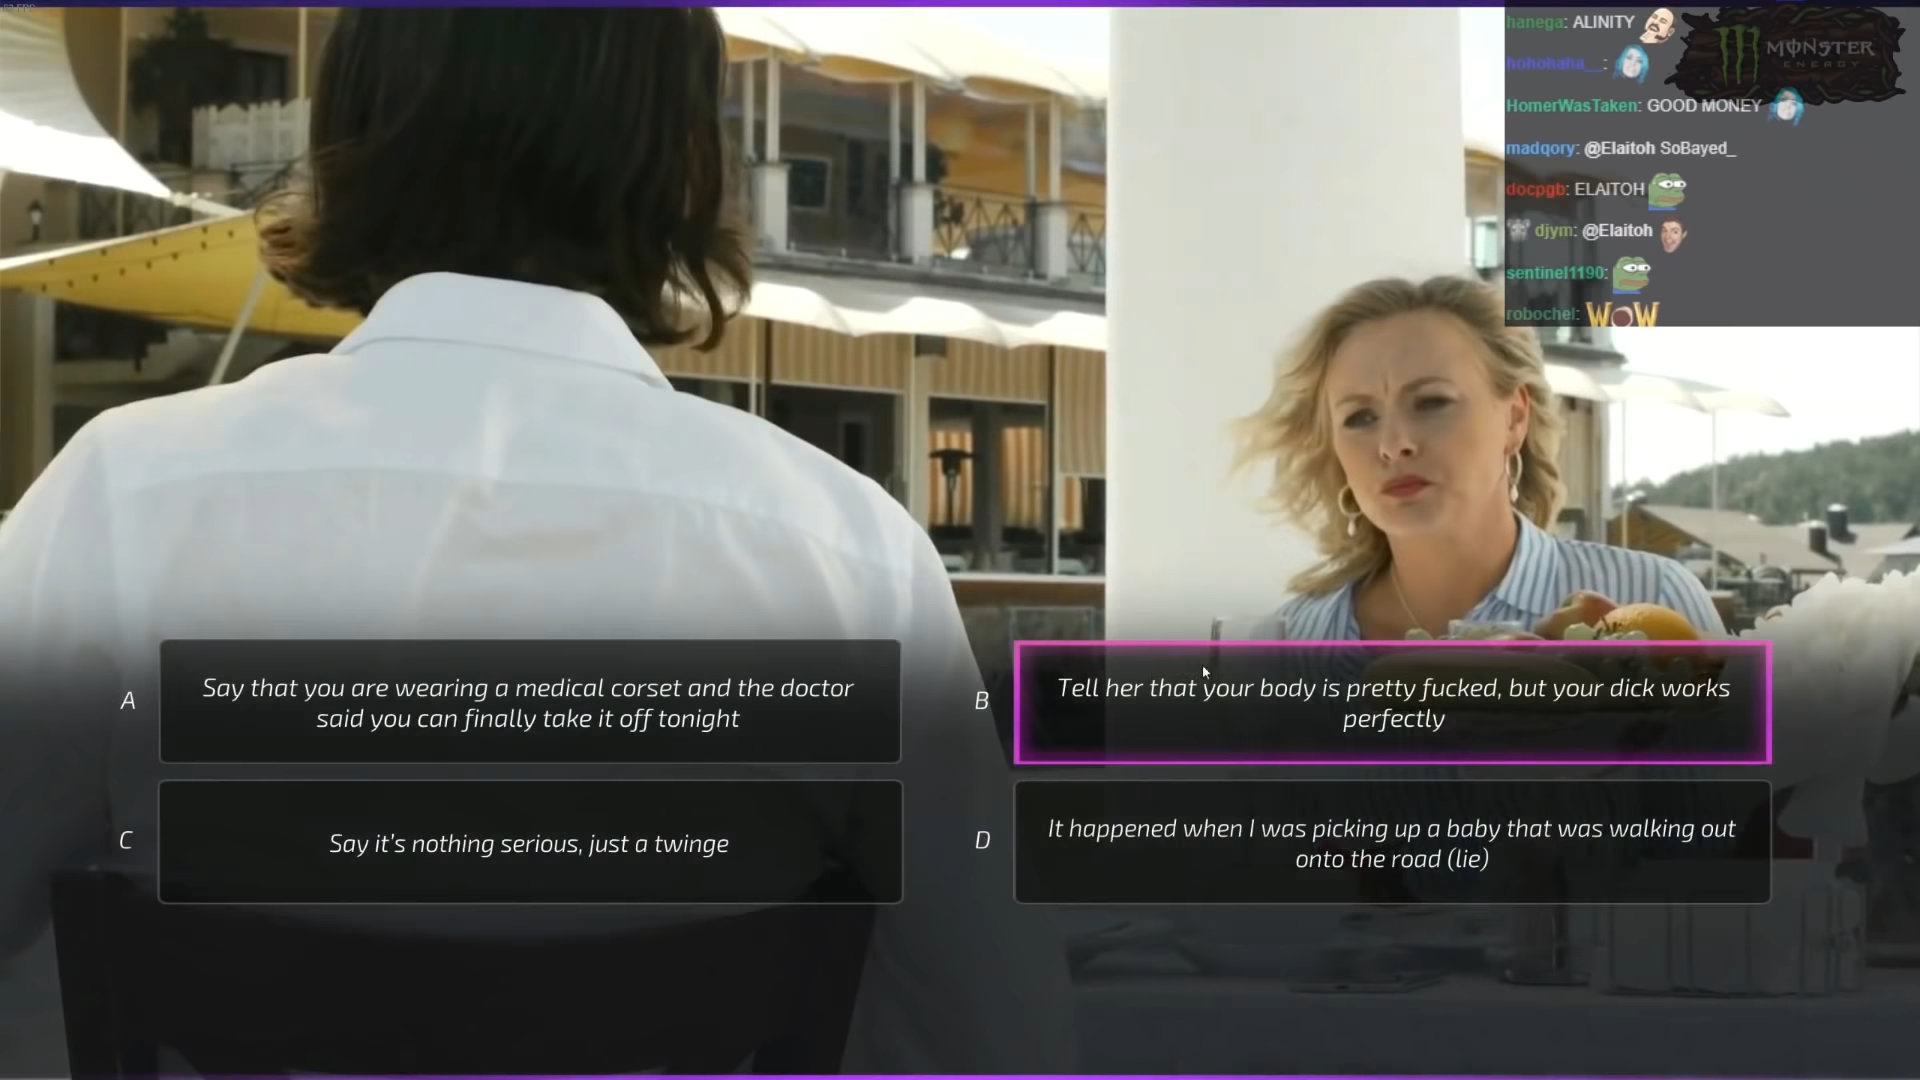 hanega: ALINITY
hohohaha__:
HomerWasTaken: GOOD MONEY
madqory: @Elaitoh SoBayed_
docpgb: ELAITOH
djym: @Elaitoh
sentinel1190:
robochel: WOW
MONSTER
ENERGY
A
Say that you are wearing a medical corset and the doctor
said you can finally take it off tonight
B
Tell her that your body is pretty fucked, but your dick works
perfectly
C
Say it's nothing serious, just a twinge
D
It happened when I was picking up a baby that was walking out
onto the road (lie)